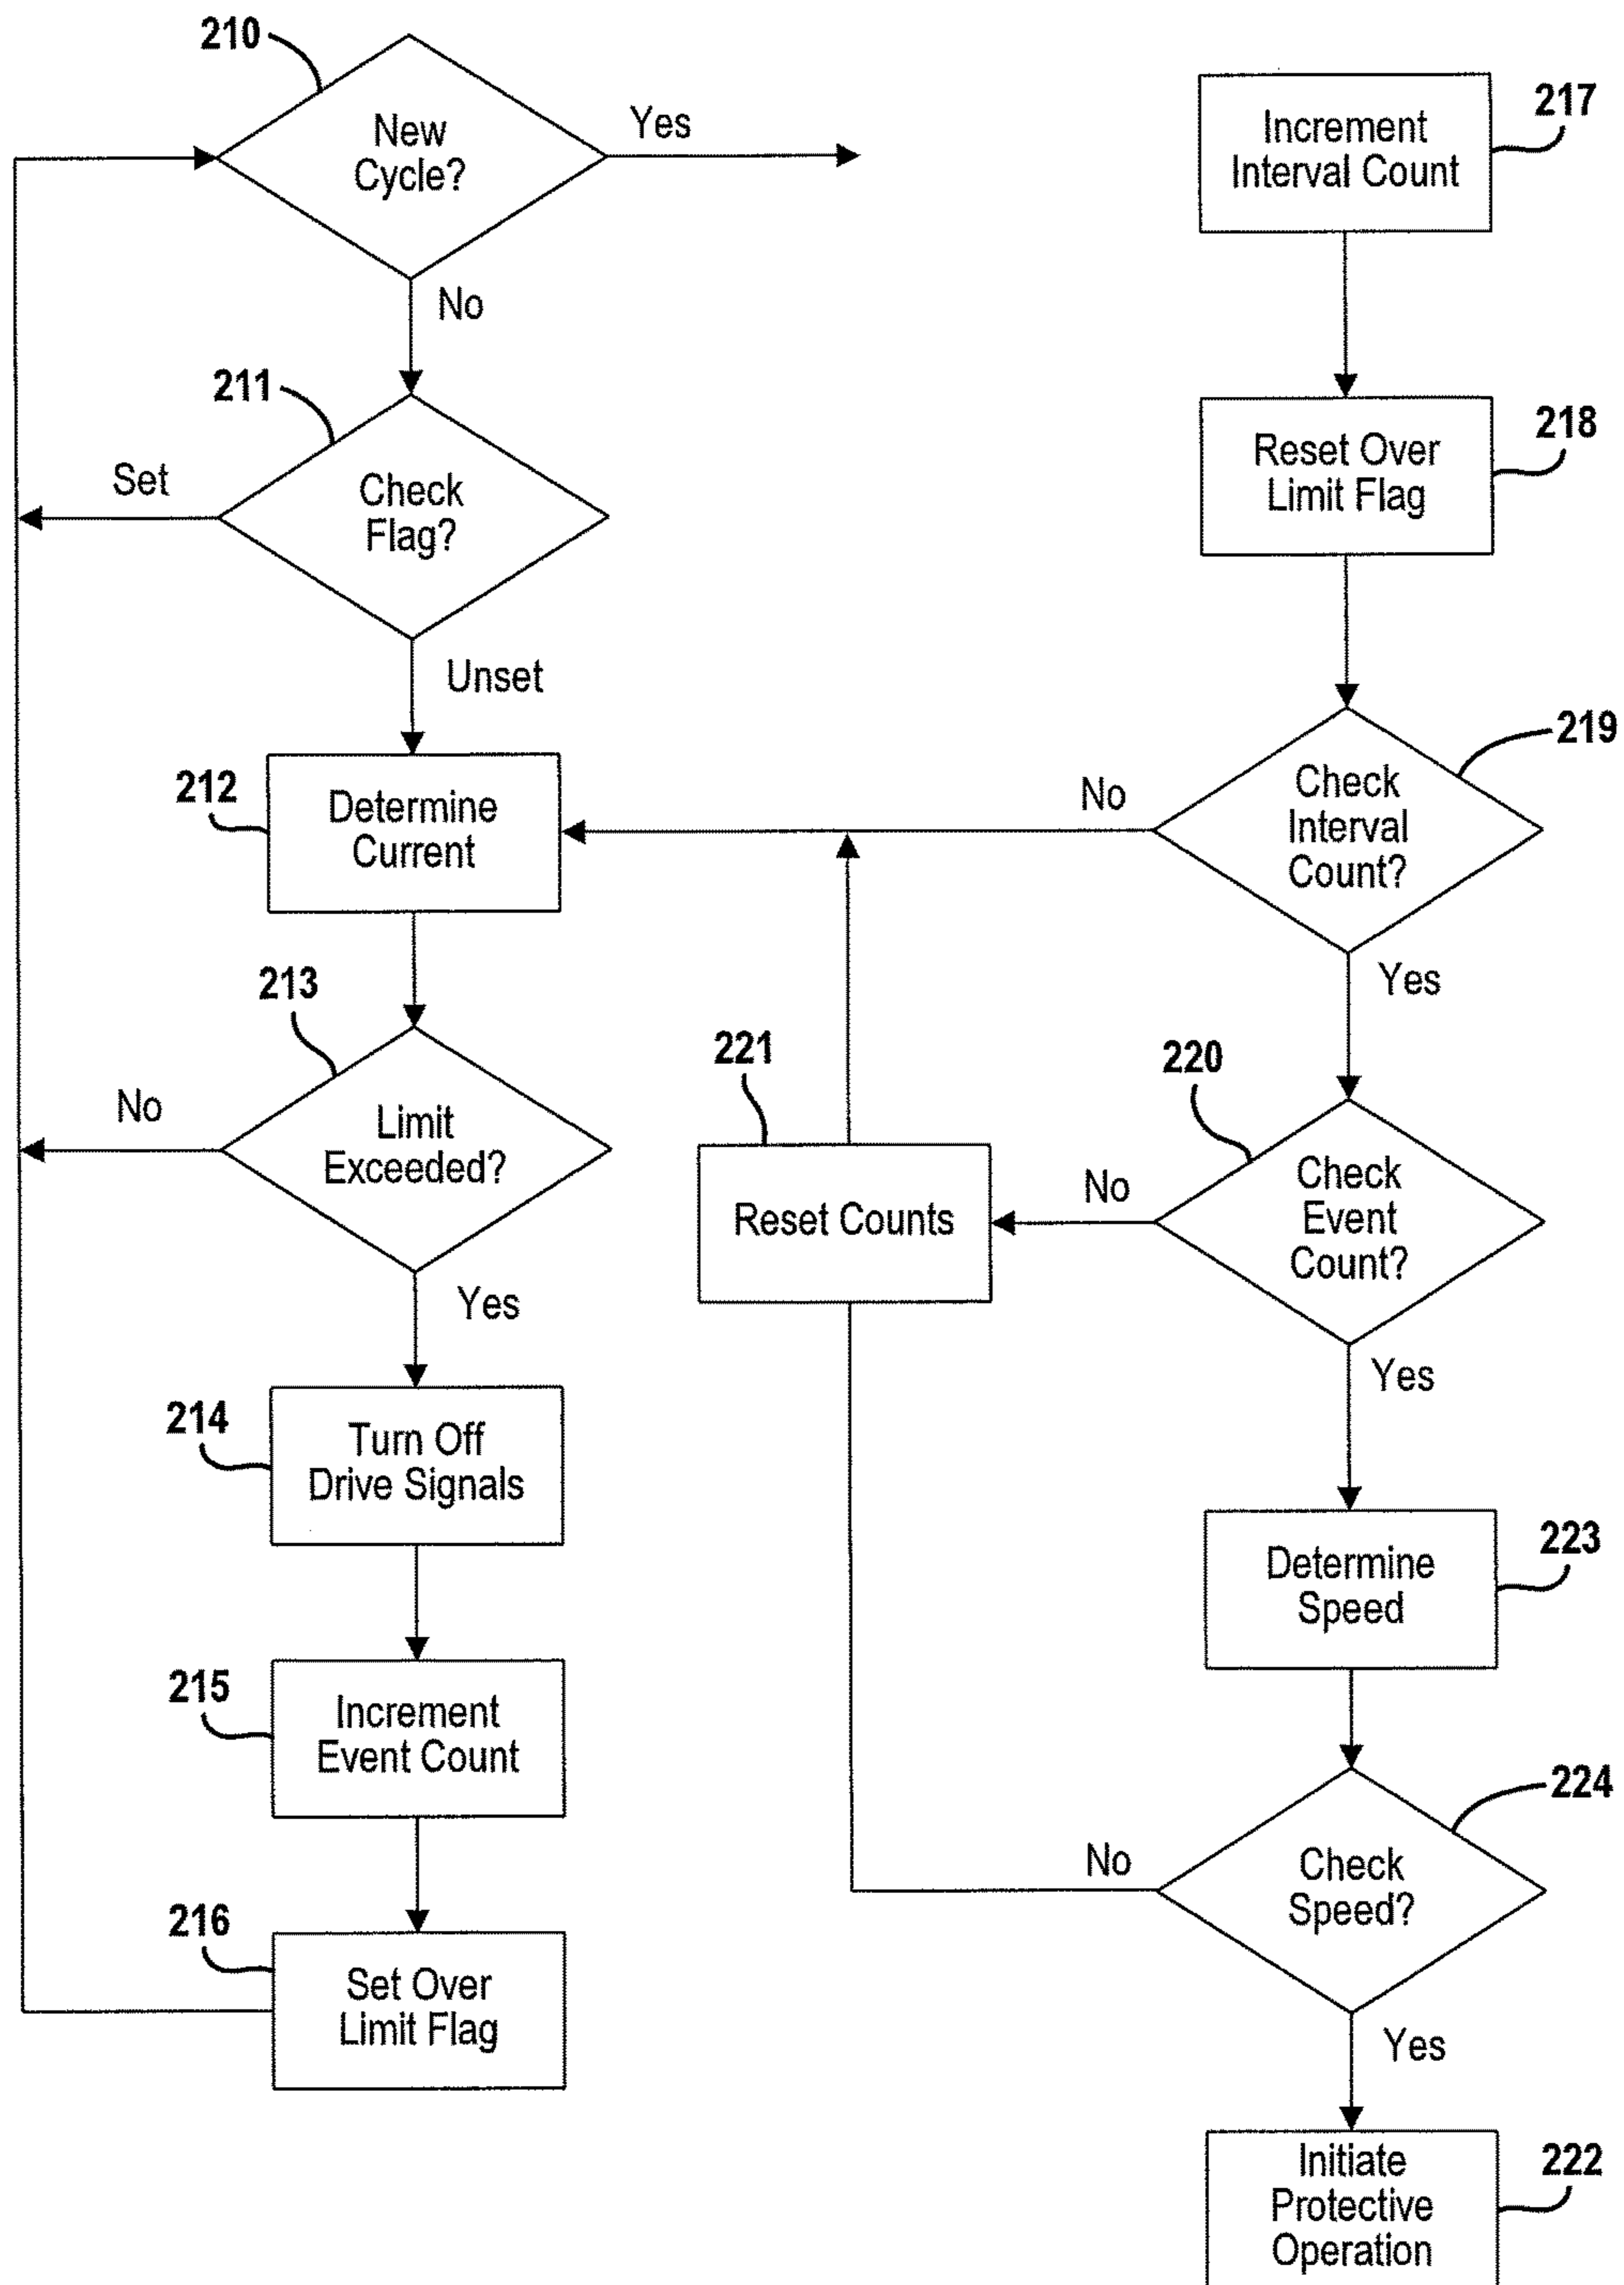 210
New
Cycle?
Yes
No
211
Check
Flag?
Set
Unset
212
Determine
Current
213
Limit
Exceeded?
No
Yes
214
Turn Off
Drive Signals
215
Increment
Event Count
216
Set Over
Limit Flag
217
Increment
Interval Count
218
Reset Over
Limit Flag
219
Check
Interval
Count?
No
Yes
220
Check
Event
Count?
No
Yes
221
Reset Counts
223
Determine
Speed
224
Check
Speed?
No
Yes
222
Initiate
Protective
Operation